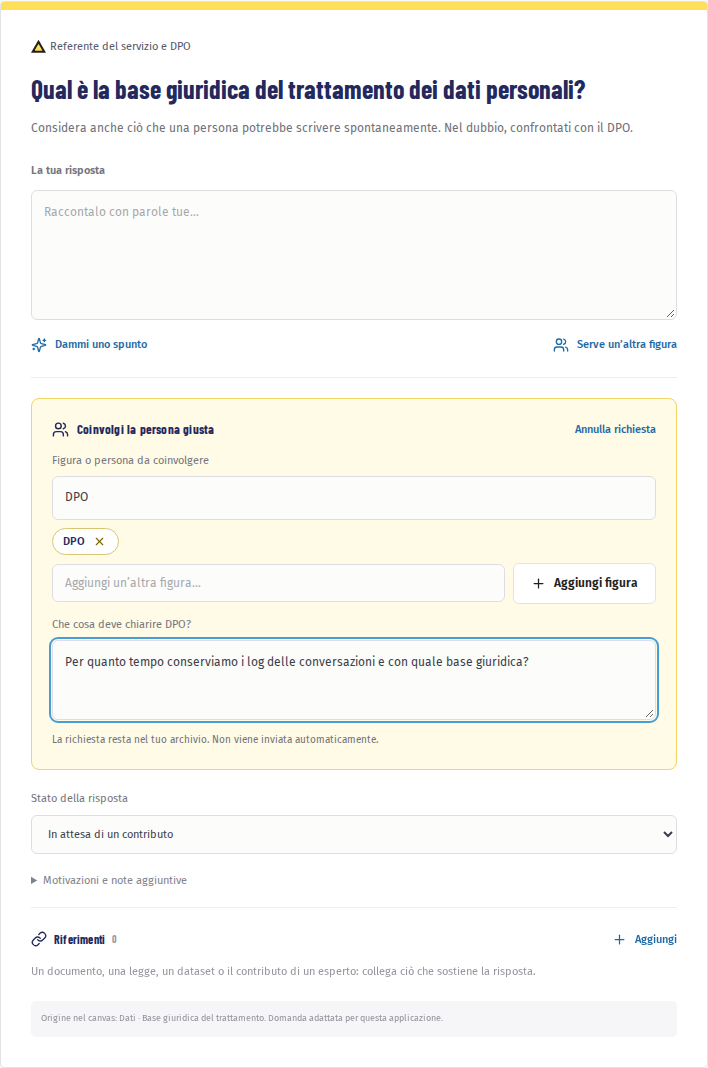 Referente del servizio e DPO
Qual è la base giuridica del trattamento dei dati personali?
Considera anche ciò che una persona potrebbe scrivere spontaneamente. Nel dubbio, confrontati con il DPO.
La tua risposta
Raccontalo con parole tue...
Dammi uno spunto
Serve un'altra figura
Coinvolgi la persona giusta
Annulla richiesta
Figura o persona da coinvolgere
DPO
DPO
Aggiungi un'altra figura...
Aggiungi figura
Che cosa deve chiarire DPO?
Per quanto tempo conserviamo i log delle conversazioni e con quale base giuridica?
La richiesta resta nel tuo archivio. Non viene inviata automaticamente.
Stato della risposta
In attesa di un contributo
Motivazioni e note aggiuntive
Riferimenti 0
Aggiungi
Un documento, una legge, un dataset o il contributo di un esperto: collega ciò che sostiene la risposta.
Origine nel canvas: Dati · Base giuridica del trattamento. Domanda adattata per questa applicazione.